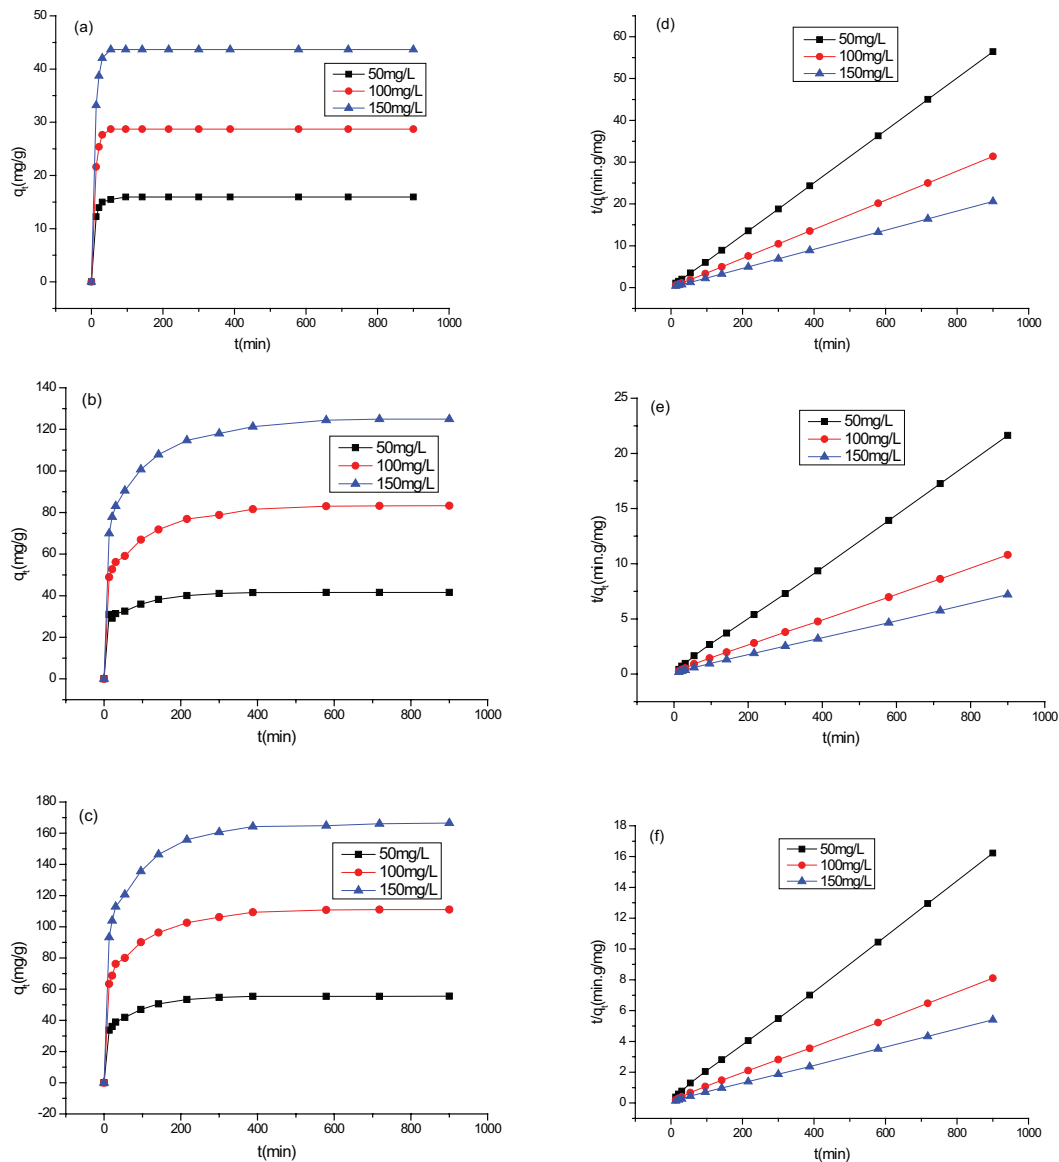 (a)
50
40
30
20
10
0
q_t(mg/g)
50mg/L
100mg/L
150mg/L
0 200 400 600 800 1000
t(min)
(d)
60
50
40
30
20
10
0
t/q_t(min.g/mg)
50mg/L
100mg/L
150mg/L
0 200 400 600 800 1000
t(min)
(b)
140
120
100
80
60
40
20
0
q_t(mg/g)
50mg/L
100mg/L
150mg/L
0 200 400 600 800 1000
t(min)
(e)
25
20
15
10
5
0
t/q_t(min.g/mg)
50mg/L
100mg/L
150mg/L
0 200 400 600 800 1000
t(min)
(c)
180
160
140
120
100
80
60
40
20
0
-20
q_t(mg/g)
50mg/L
100mg/L
150mg/L
0 200 400 600 800 1000
t(min)
(f)
18
16
14
12
10
8
6
4
2
0
t/q_t(min.g/mg)
50mg/L
100mg/L
150mg/L
0 200 400 600 800 1000
t(min)